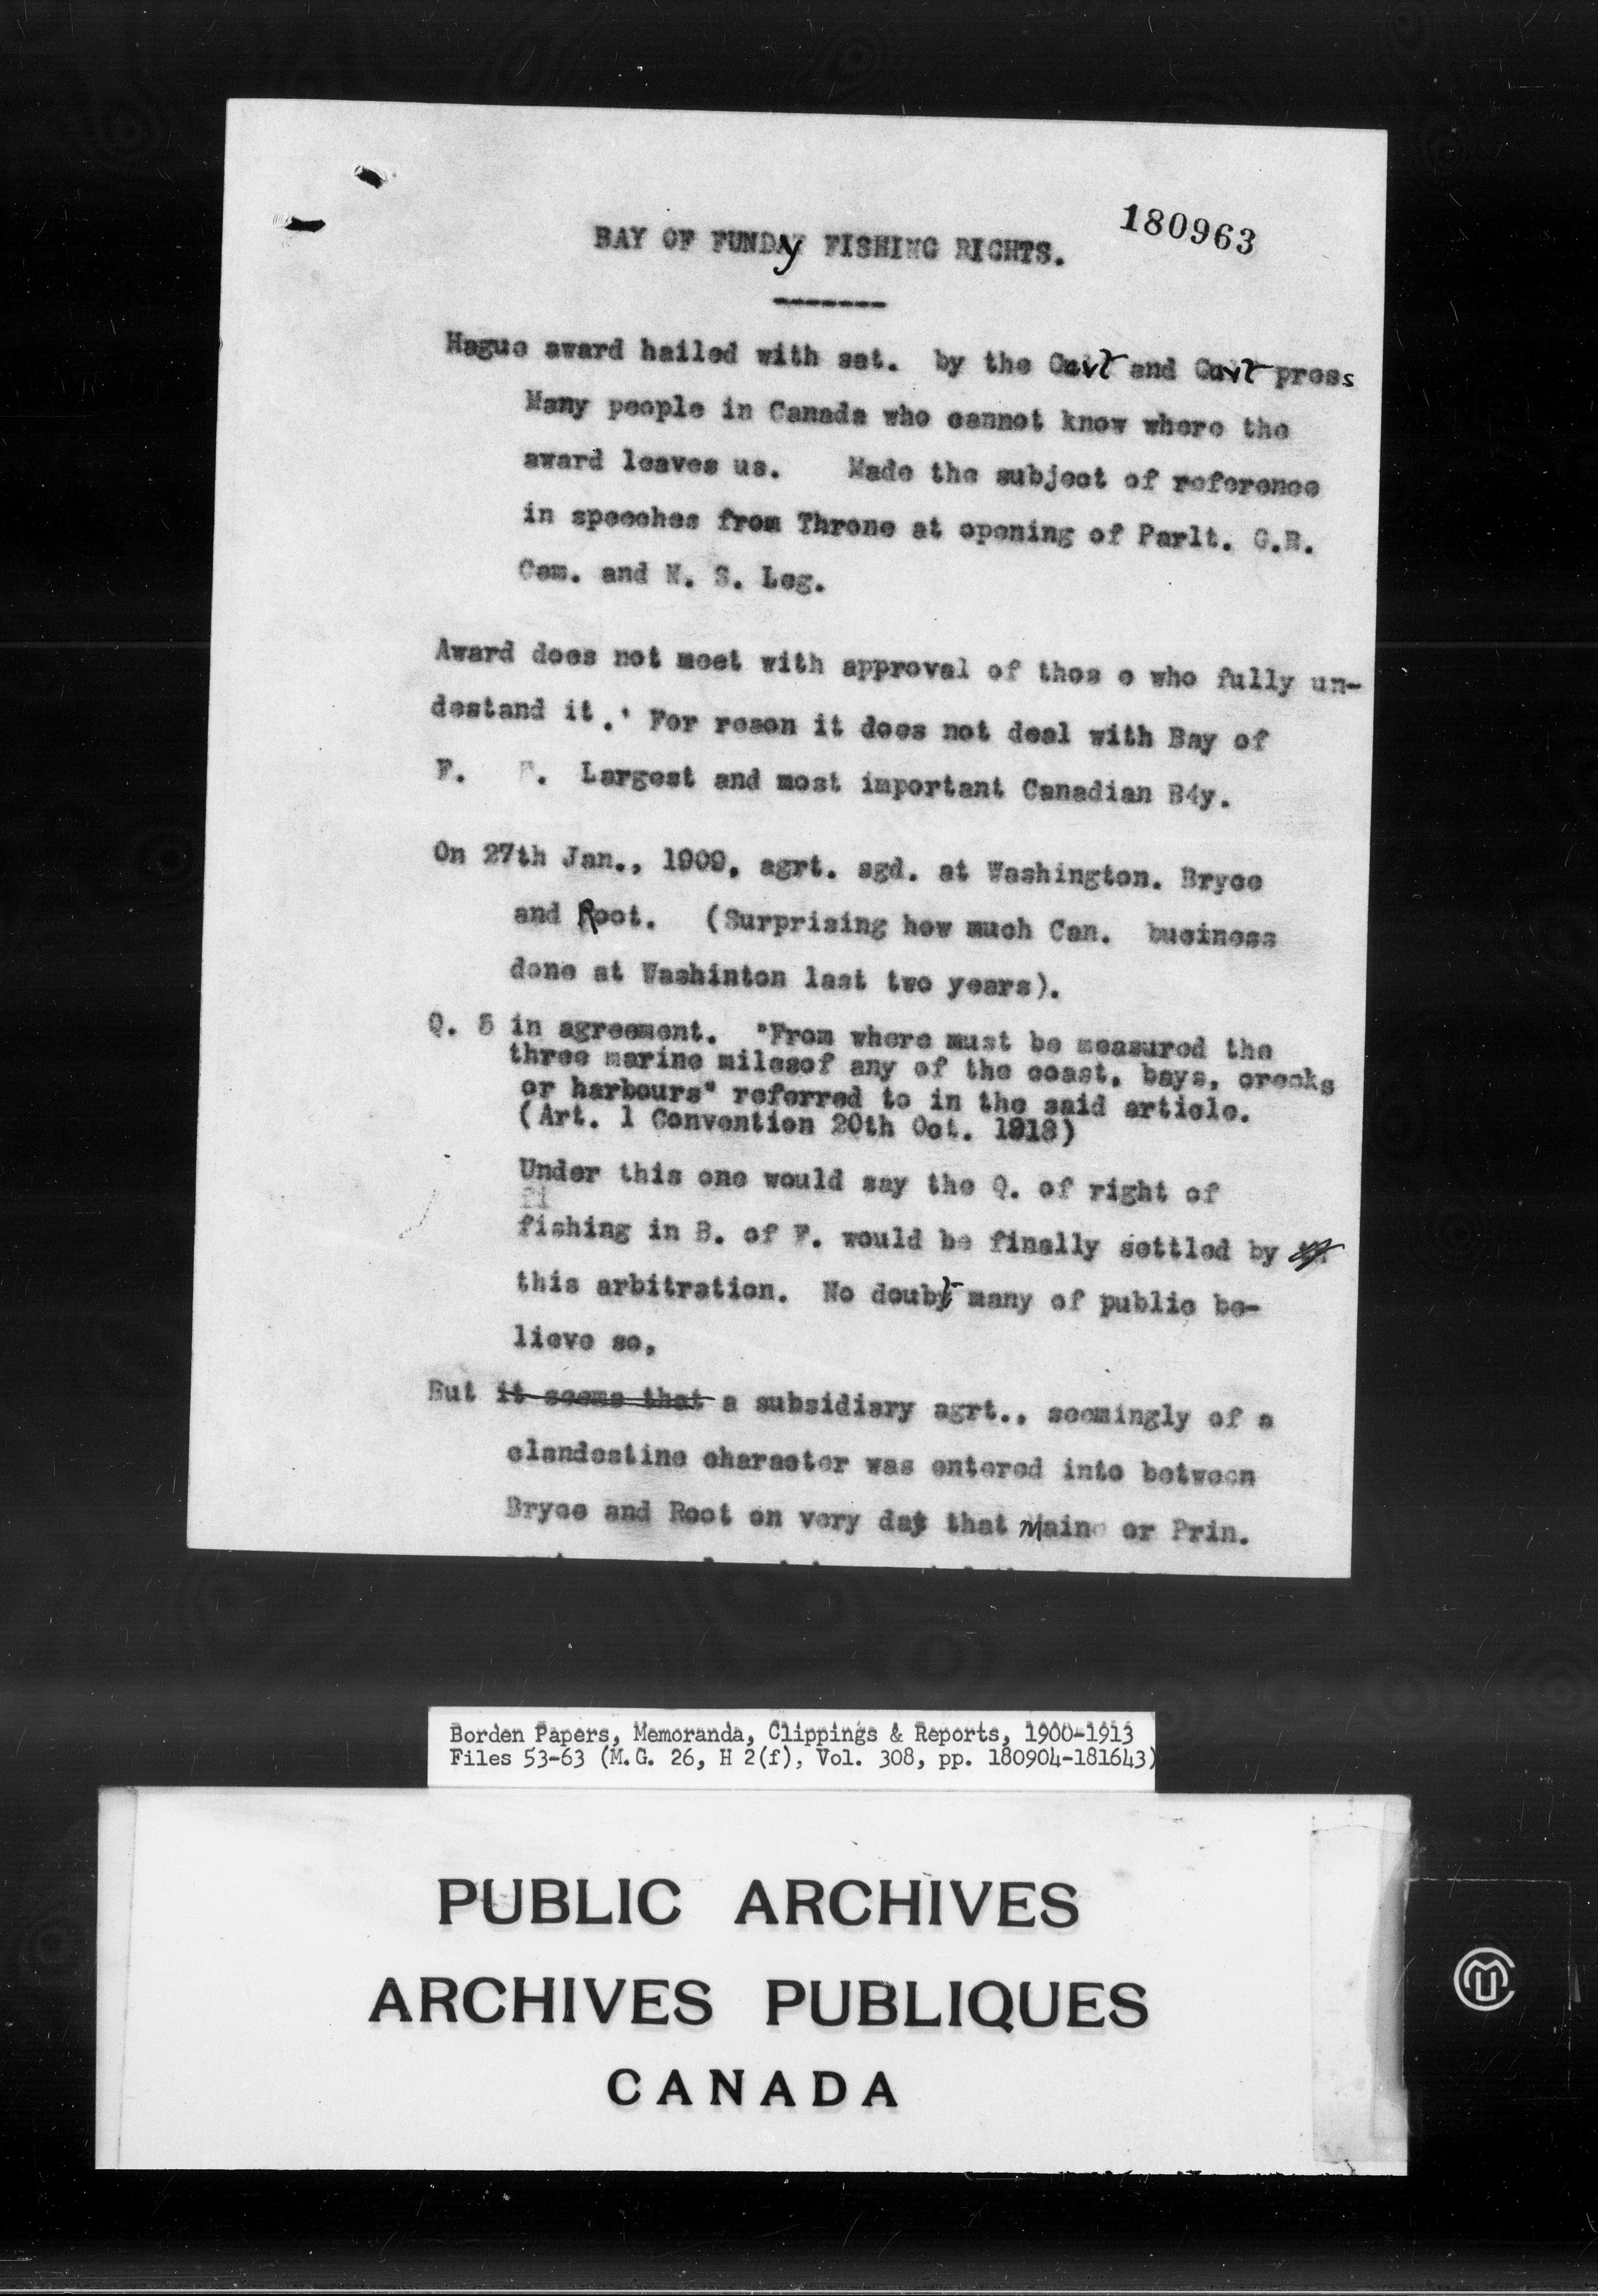 180963
BAY OF FUNDAy FISHING RIGHTS.
Hague award hailed with sat. by the Guvt and Guvt press
Many people in Canada who cannot know where the
award leaves us. Made the subject of reference
in speeches from Throne at opening of Parlt. G.B.
Com. and N. S. Leg.
Award does not meet with approval of thos e who fully un-
destand it. For reson it does not deal with Bay of
F. F. Largest and most important Canadian B4y.
On 27th Jan., 1909, agrt. sgd. at Washington. Bryce
and Root. (Surprising how much Can. business
done at Washinton last two years).
Q. 5 in agreement. "From where must be measured the
three marine milesof any of the coast, bays, creeks
or harbours" referred to in the said article.
(Art. 1 Convention 20th Oct. 1818)
Under this one would say the Q. of right of
fi
fishing in B. of F. would be finally settled by
this arbitration. No doubt many of public be-
lieve so,
But it seems that a subsidiary agrt., seemingly of a
clandestine character was entered into between
Bryce and Root on very day that Main or Prin.
Borden Papers, Memoranda, Clippings & Reports, 1900-1913
Files 53-63 (M.G. 26, H 2(f), Vol. 308, pp. 180904-181643)
PUBLIC ARCHIVES
ARCHIVES PUBLIQUES
CANADA